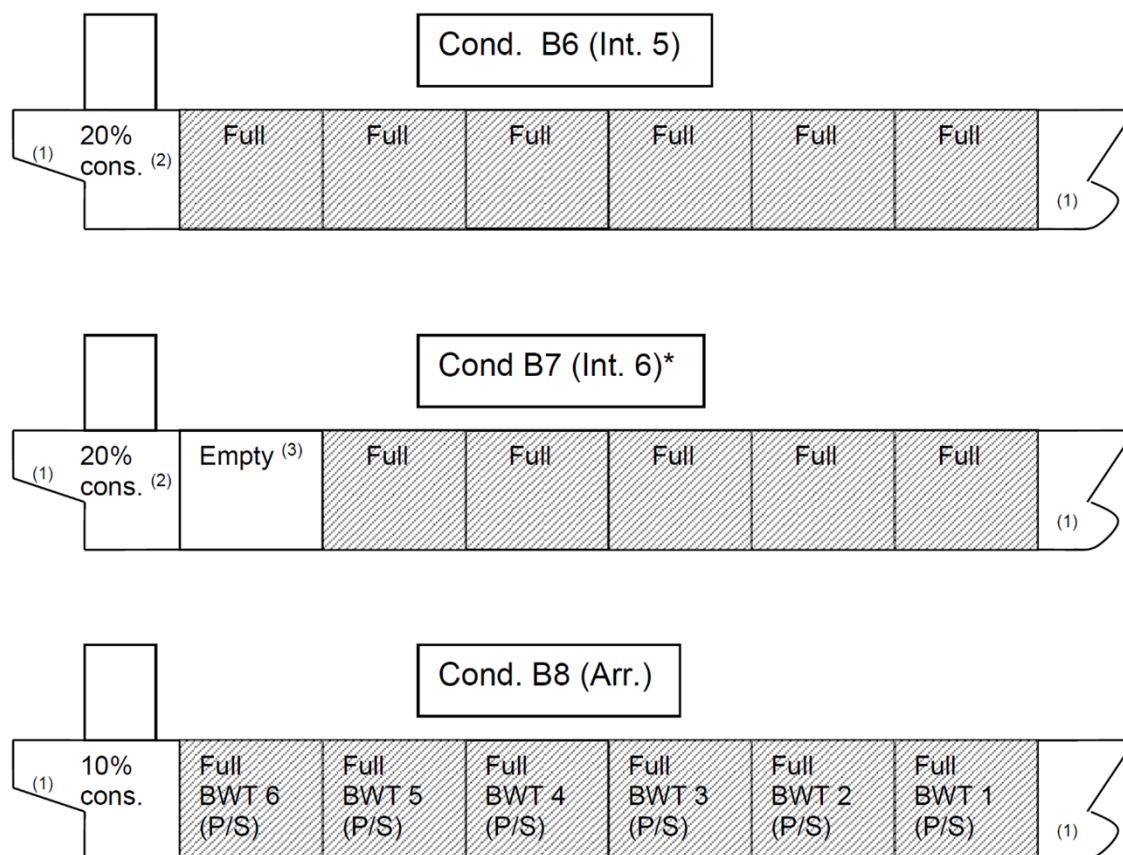 Cond. B6 (Int. 5)
(1) 20% cons. (2) Full Full Full Full Full Full (1)
Cond B7 (Int. 6)*
(1) 20% cons. (2) Empty (3) Full Full Full Full Full (1)
Cond. B8 (Arr.)
(1) 10% cons. Full BWT 6 (P/S) Full BWT 5 (P/S) Full BWT 4 (P/S) Full BWT 3 (P/S) Full BWT 2 (P/S) Full BWT 1 (P/S) (1)